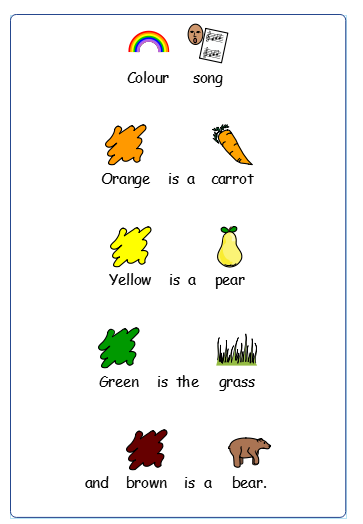 Colour song
Orange is a carrot
Yellow is a pear
Green is the grass
and brown is a bear.